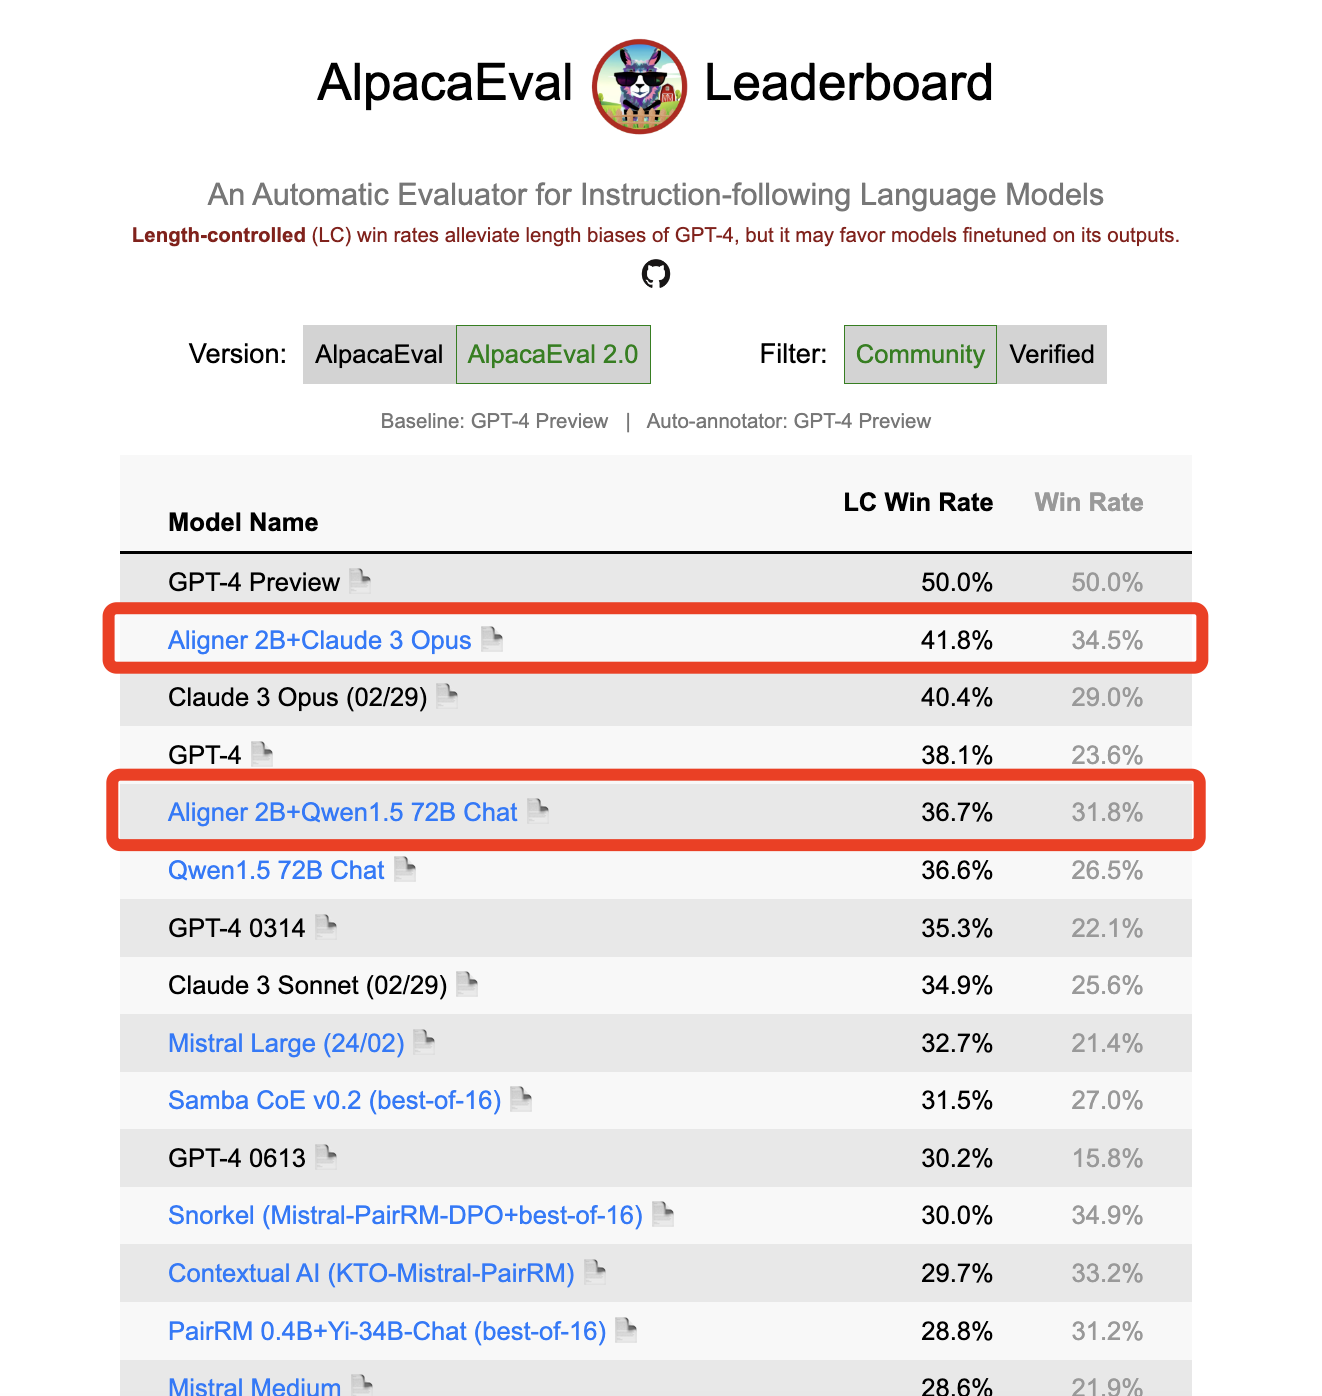 AlpacaEval Leaderboard
An Automatic Evaluator for Instruction-following Language Models
Length-controlled (LC) win rates alleviate length biases of GPT-4, but it may favor models finetuned on its outputs.
Version: AlpacaEval AlpacaEval 2.0 Filter: Community Verified
Baseline: GPT-4 Preview | Auto-annotator: GPT-4 Preview
Model Name LC Win Rate Win Rate
GPT-4 Preview 50.0% 50.0%
Aligner 2B+Claude 3 Opus 41.8% 34.5%
Claude 3 Opus (02/29) 40.4% 29.0%
GPT-4 38.1% 23.6%
Aligner 2B+Qwen1.5 72B Chat 36.7% 31.8%
Qwen1.5 72B Chat 36.6% 26.5%
GPT-4 0314 35.3% 22.1%
Claude 3 Sonnet (02/29) 34.9% 25.6%
Mistral Large (24/02) 32.7% 21.4%
Samba CoE v0.2 (best-of-16) 31.5% 27.0%
GPT-4 0613 30.2% 15.8%
Snorkel (Mistral-PairRM-DPO+best-of-16) 30.0% 34.9%
Contextual AI (KTO-Mistral-PairRM) 29.7% 33.2%
PairRM 0.4B+Yi-34B-Chat (best-of-16) 28.8% 31.2%
Mistral Medium 28.6% 21.9%